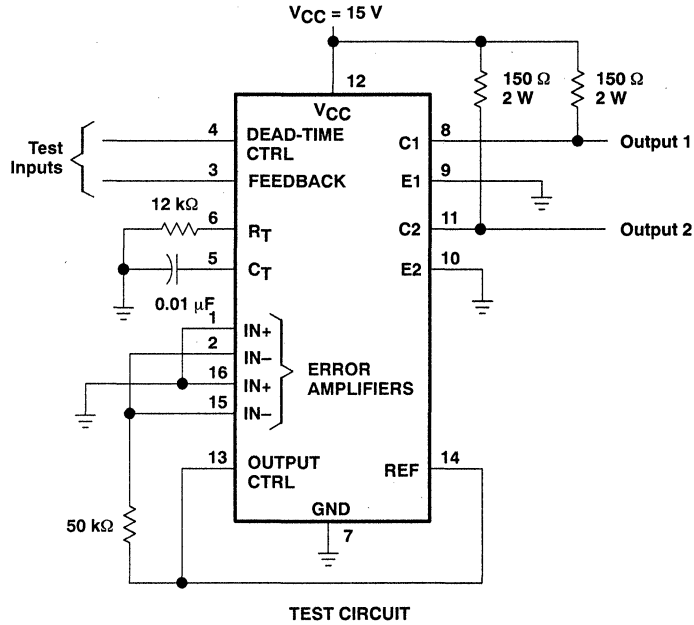 VCC = 15 V
12
VCC
150 Ω
2 W
150 Ω
2 W
Test
Inputs
4
DEAD-TIME
CTRL
3
FEEDBACK
C1
8
Output 1
E1
9
12 kΩ
6
RT
C2
11
Output 2
5
CT
E2
10
0.01 μF
1
IN+
2
IN–
16
IN+
15
IN–
ERROR
AMPLIFIERS
13
OUTPUT
CTRL
REF
14
50 kΩ
GND
7
TEST CIRCUIT